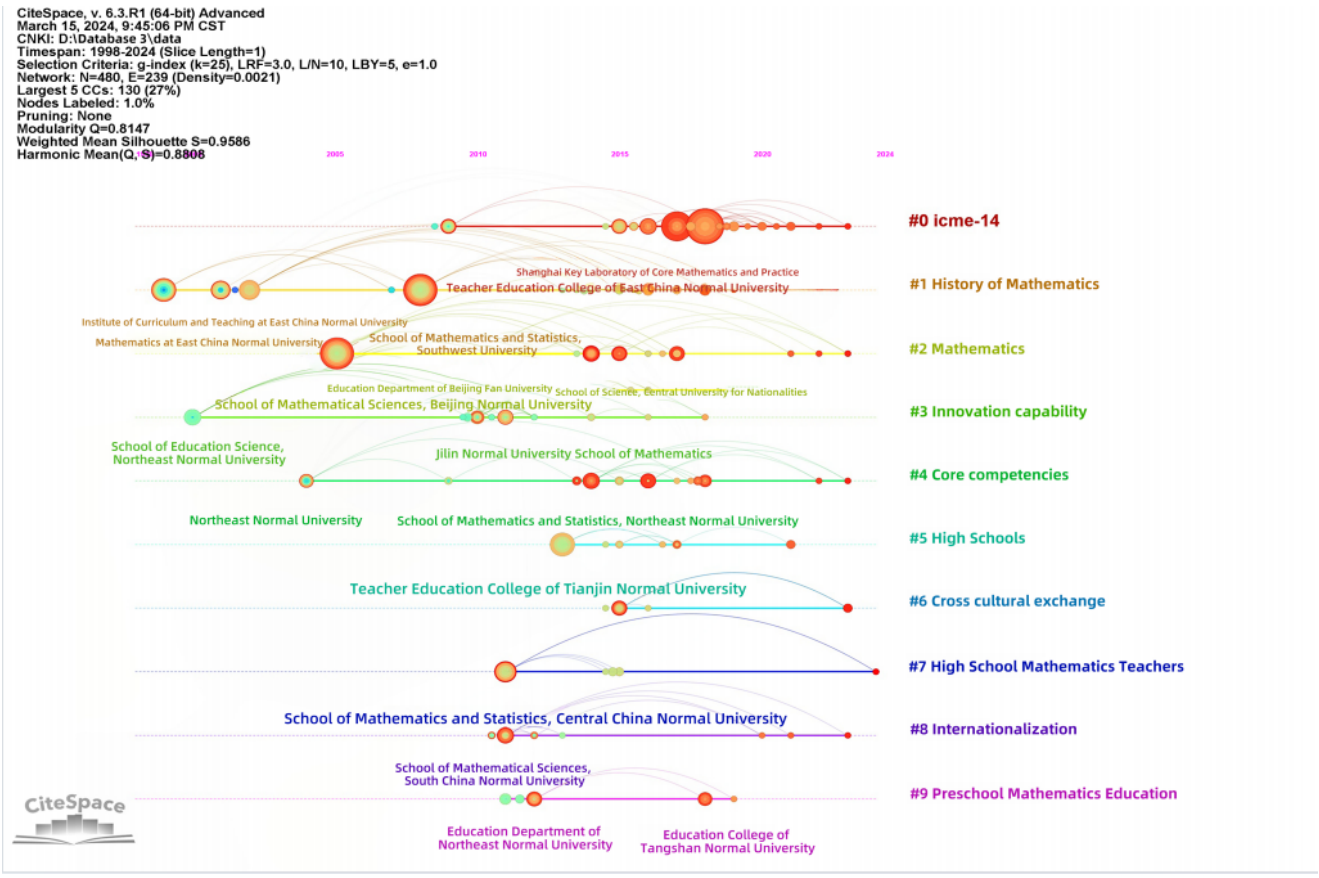 CiteSpace, v. 6.3.R1 (64-bit) Advanced
March 15, 2024, 9:45:06 PM CST
CNKI: D:\Database 3\data
Timespan: 1998-2024 (Slice Length=1)
Selection Criteria: g-index (k=25), LRF=3.0, L/N=10, LBY=5, e=1.0
Network: N=480, E=239 (Density=0.0021)
Largest 5 CCs: 130 (27%)
Nodes Labeled: 1.0%
Pruning: None
Modularity Q=0.8147
Weighted Mean Silhouette S=0.9586
Harmonic Mean(Q, S)=0.8808
2005 2010 2015 2020 2024
#0 icme-14
Shanghai Key Laboratory of Core Mathematics and Practice
Teacher Education College of East China Normal University
#1 History of Mathematics
Institute of Curriculum and Teaching at East China Normal University
Mathematics at East China Normal University
School of Mathematics and Statistics,
Southwest University
#2 Mathematics
Education Department of Beijing Fan University
School of Science, Central University for Nationalities
School of Mathematical Sciences, Beijing Normal University
#3 Innovation capability
School of Education Science,
Northeast Normal University
Jilin Normal University School of Mathematics
#4 Core competencies
Northeast Normal University
School of Mathematics and Statistics, Northeast Normal University
#5 High Schools
Teacher Education College of Tianjin Normal University
#6 Cross cultural exchange
#7 High School Mathematics Teachers
School of Mathematics and Statistics, Central China Normal University
#8 Internationalization
School of Mathematical Sciences,
South China Normal University
#9 Preschool Mathematics Education
CiteSpace
Education Department of
Northeast Normal University
Education College of
Tangshan Normal University